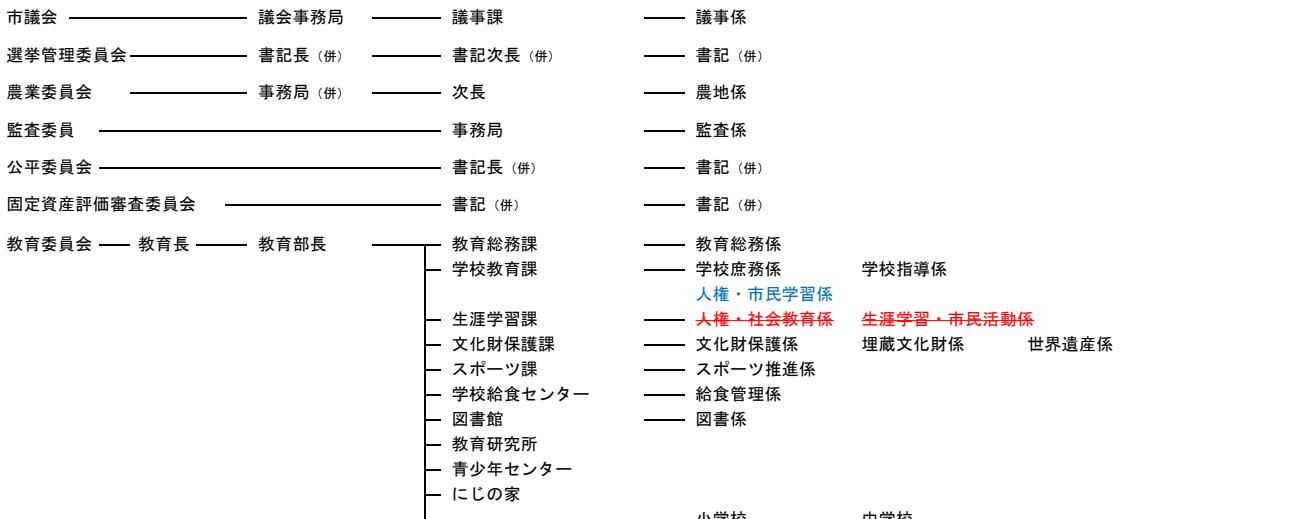 市議会 議会事務局 議事課 議事係
選挙管理委員会 書記長（併） 書記次長（併） 書記（併）
農業委員会 事務局（併） 次長 農地係
監査委員 事務局 監査係
公平委員会 書記長（併） 書記（併）
固定資産評価審査委員会 書記（併） 書記（併）
教育委員会 教育長 教育部長 教育総務課 教育総務係
学校教育課 学校庶務係 学校指導係
人権・市民学習係
生涯学習課 人権・社会教育係 生涯学習・市民活動係
文化財保護課 文化財保護係 埋蔵文化財係 世界遺産係
スポーツ課 スポーツ推進係
学校給食センター 給食管理係
図書館 図書係
教育研究所
青少年センター
にじの家
小学校 中学校